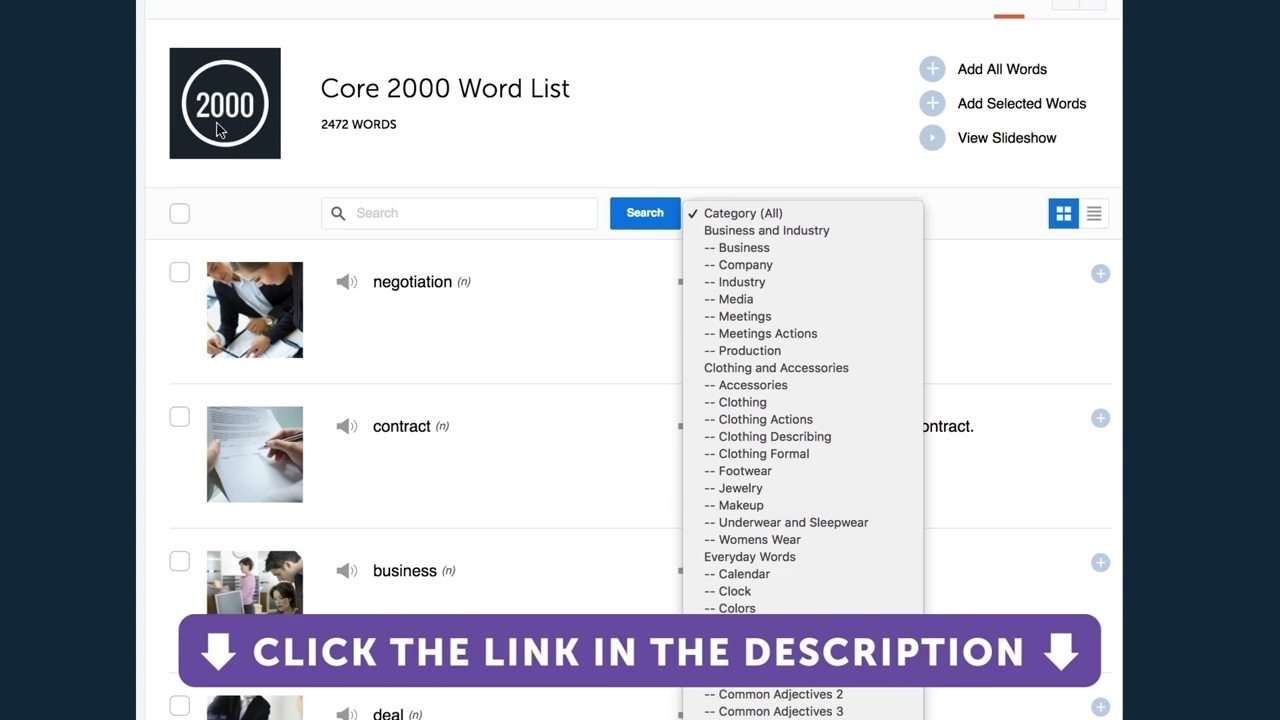 2000
Core 2000 Word List
2472 WORDS
Add All Words
Add Selected Words
View Slideshow
Search
Search
✓ Category (All)
Business and Industry
-- Business
-- Company
-- Industry
-- Media
-- Meetings
-- Meetings Actions
-- Production
Clothing and Accessories
-- Accessories
-- Clothing
-- Clothing Actions
-- Clothing Describing
-- Clothing Formal
-- Footwear
-- Jewelry
-- Makeup
-- Underwear and Sleepwear
-- Womens Wear
Everyday Words
-- Calendar
-- Clock
-- Colors
-- Common Adjectives 2
-- Common Adjectives 3
negotiation (n)
contract (n)
ontract.
business (n)
deal (n)
CLICK THE LINK IN THE DESCRIPTION